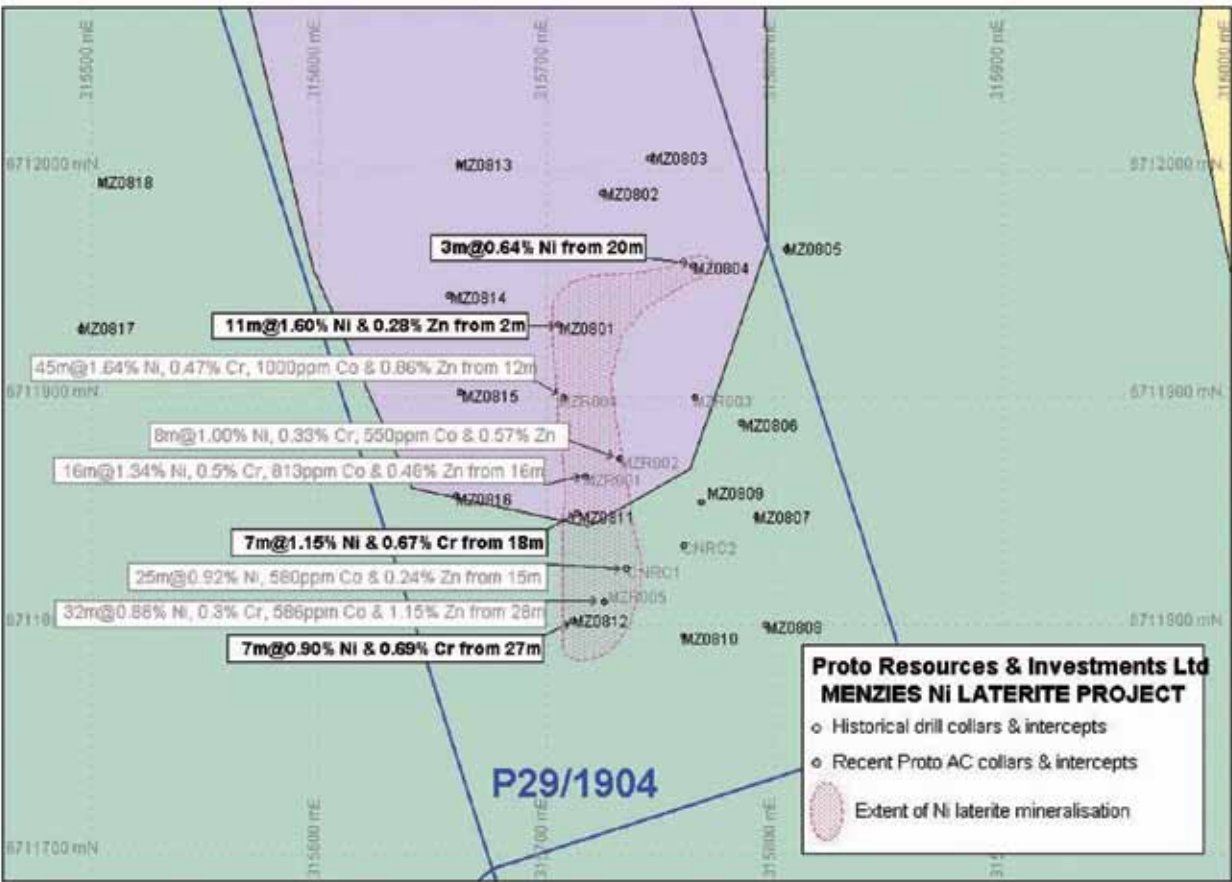 315500 mE
315600 mE
315700 mE
315800 mE
315900 mE
316000 mE
6712000 mN
6712000 mN
MZ0813
MZ0803
MZ0818
MZ0802
3m@0.64% Ni from 20m
MZ0805
MZ0804
MZ0814
MZ0817
11m@1.60% Ni & 0.28% Zn from 2m
MZ0801
45m@1.64% Ni, 0.47% Cr, 1000ppm Co & 0.86% Zn from 12m
6711900 mN
MZ0815
MZR004
MZR003
6711900 mN
MZ0806
8m@1.00% Ni, 0.33% Cr, 550ppm Co & 0.57% Zn
MZR002
16m@1.34% Ni, 0.5% Cr, 813ppm Co & 0.48% Zn from 16m
MZR001
MZ0816
MZ0809
MZ0811
MZ0807
7m@1.15% Ni & 0.67% Cr from 18m
CNRC2
25m@0.92% Ni, 580ppm Co & 0.24% Zn from 15m
CNRC1
32m@0.88% Ni, 0.3% Cr, 586ppm Co & 1.15% Zn from 28m
MZR005
MZ0812
MZ0808
MZ0810
7m@0.90% Ni & 0.69% Cr from 27m
Proto Resources & Investments Ltd
MENZIES Ni LATERITE PROJECT
Historical drill collars & intercepts
Recent Proto AC collars & intercepts
Extent of Ni laterite mineralisation
P29/1904
6711700 mN
315600 mE
315700 mE
315800 mE